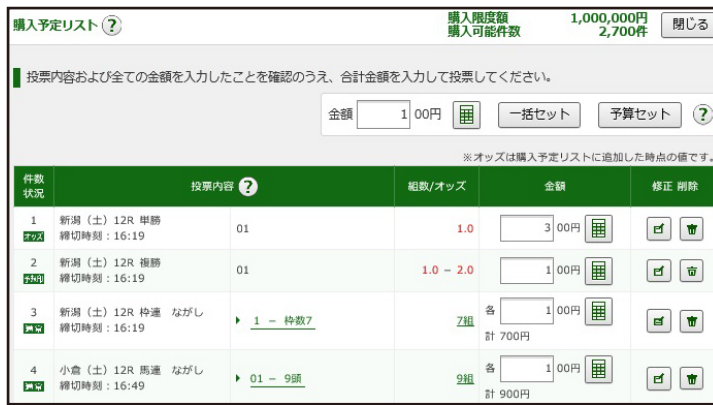 購入予定リスト ?
購入限度額 1,000,000円
購入可能件数 2,700件
閉じる
投票内容および全ての金額を入力したことを確認のうえ、合計金額を入力して投票してください。
金額 1 00円 一括セット 予算セット ?
※オッズは購入予定リストに追加した時点の値です。
件数
状況 投票内容 ? 組数/オッズ 金額 修正 削除
1 新潟（土）12R 単勝 01 1.0 3 00円
オッズ 締切時刻：16:19
2 新潟（土）12R 複勝 01 1.0 － 2.0 1 00円
締切時刻：16:19
3 新潟（土）12R 枠連 ながし 1 － 枠数7 7組 各 1 00円
通常 締切時刻：16:19 計 700円
4 小倉（土）12R 馬連 ながし 01 － 9頭 9組 各 1 00円
通常 締切時刻：16:49 計 900円